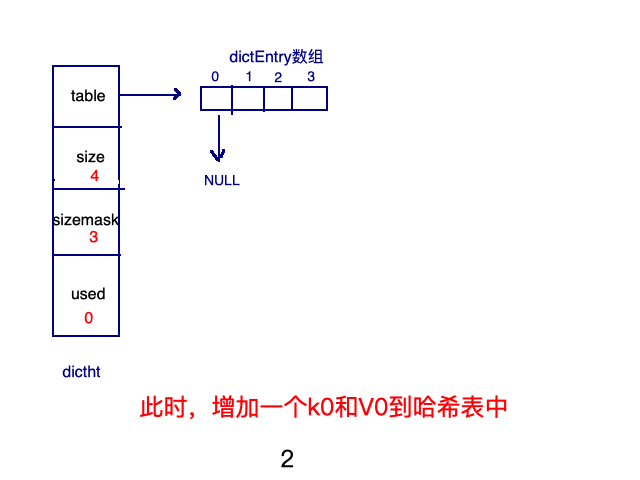 dictEntry数组
0 1 2 3
table
size
4
NULL
sizemask
3
used
0
dictht
此时，增加一个k0和V0到哈希表中
2